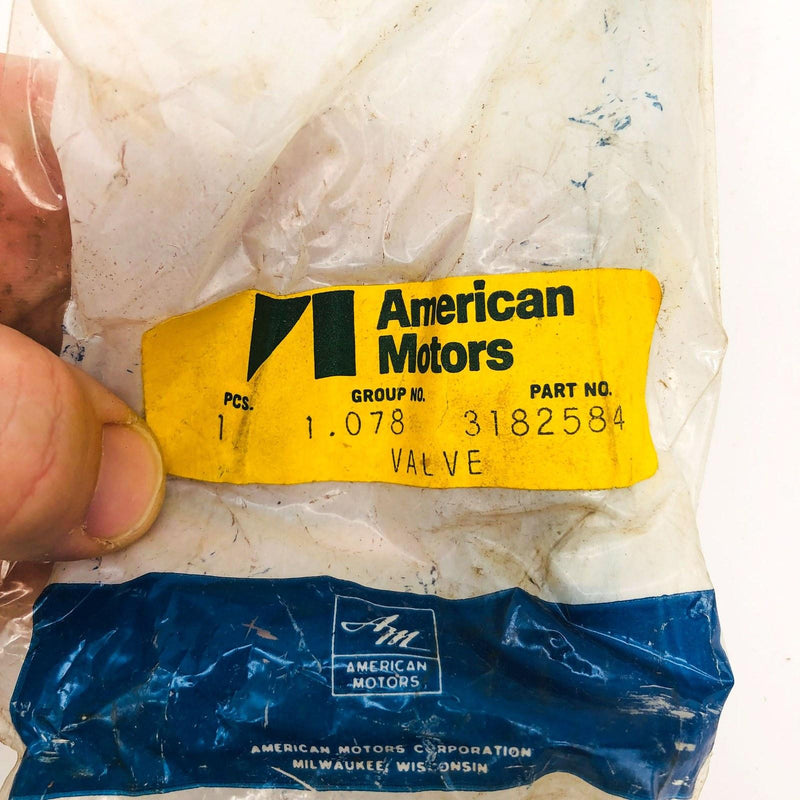 American
Motors
PCS. GROUP NO. PART NO.
1 1.078 3182584
VALVE
AM
AMERICAN
MOTORS
AMERICAN MOTORS CORPORATION
MILWAUKEE, WISCONSIN